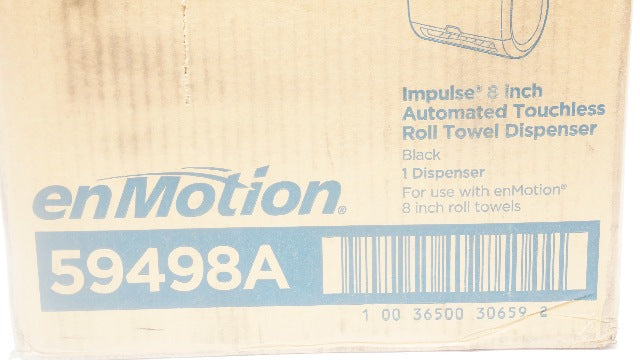 Impulse® 8 Inch
Automated Touchless
Roll Towel Dispenser
Black
1 Dispenser
For use with enMotion®
8 inch roll towels
enMotion®
59498A
1 00 36500 30659 2